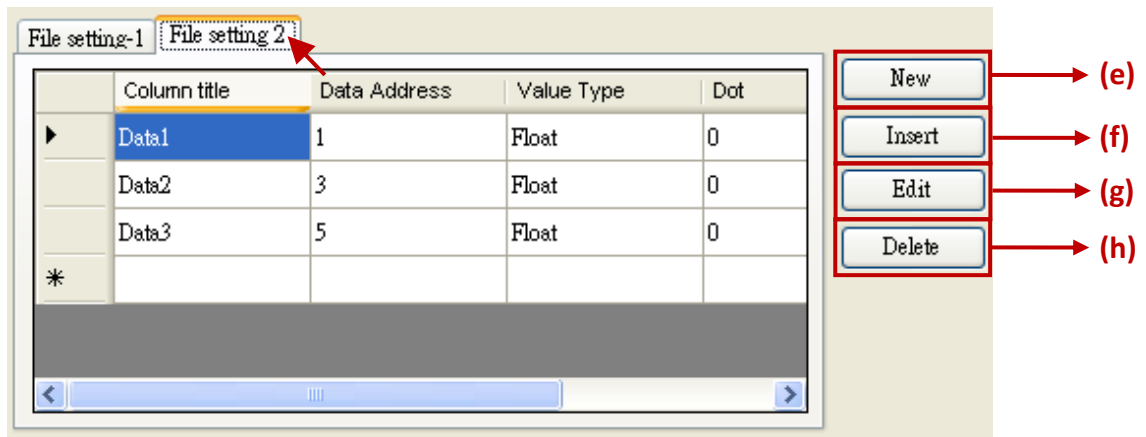 File setting-1 File setting 2
Column title Data Address Value Type Dot
Data1 1 Float 0
Data2 3 Float 0
Data3 5 Float 0
New (e)
Insert (f)
Edit (g)
Delete (h)